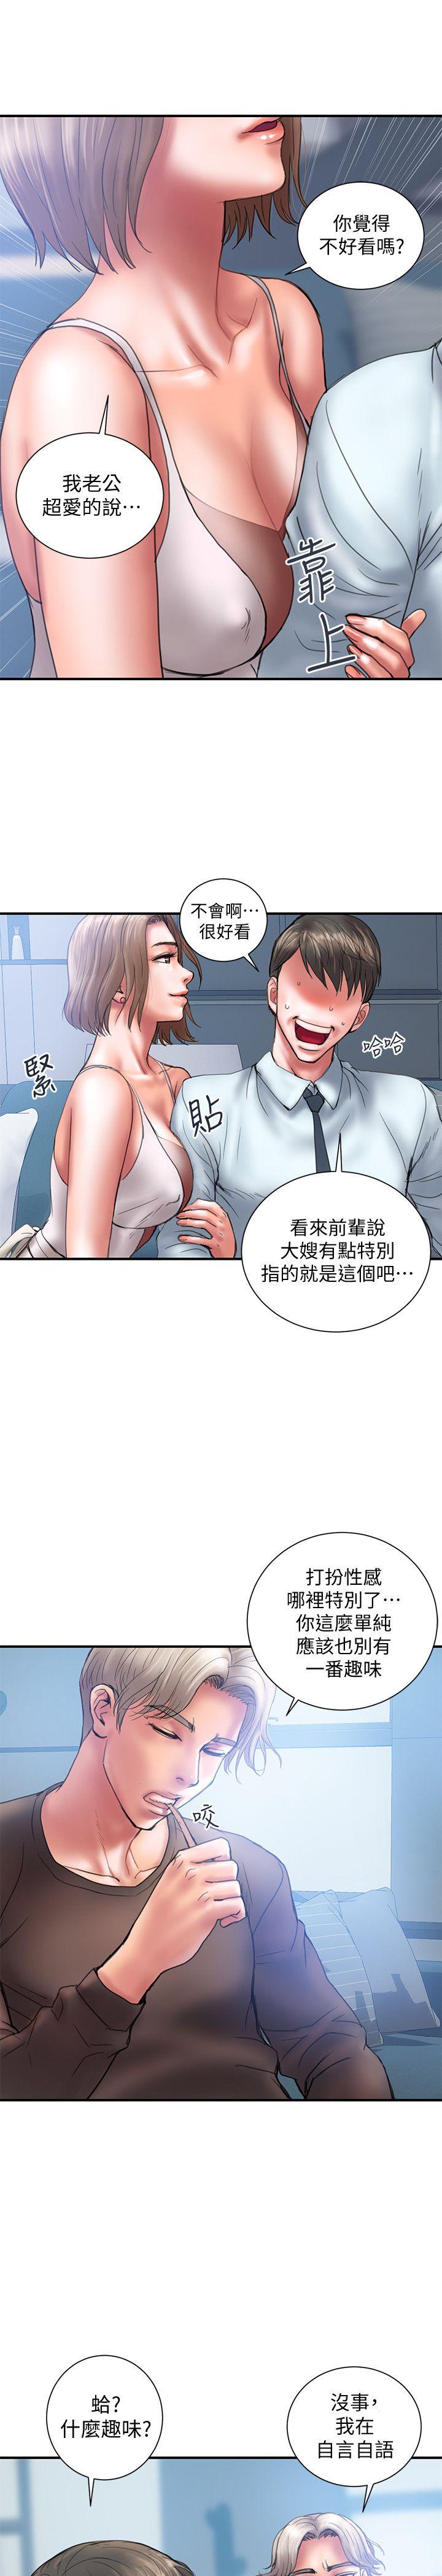 你覺得
不好看嗎?
我老公
超愛的說⋯
靠上
不會啊⋯
很好看
緊
貼
哈哈
看來前輩說
大嫂有點特別
指的就是這個吧⋯
打扮性感
哪裡特別了⋯
你這麼單純
應該也別有
一番趣味
咬
蛤?
什麼趣味?
沒事,
我在
自言自語